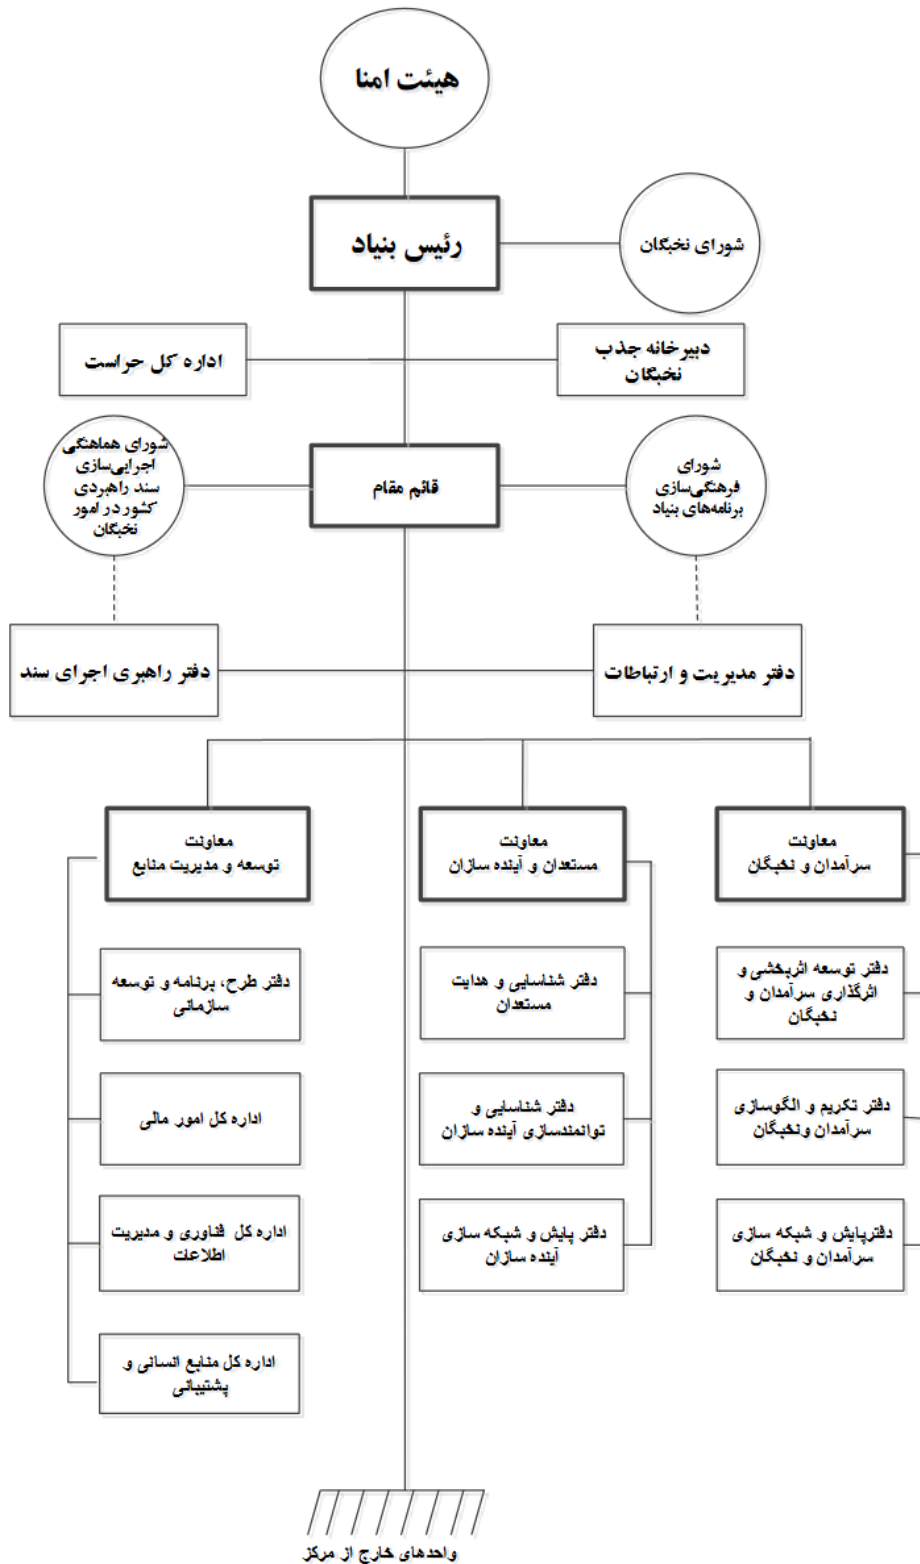 هیئت امنا
رئیس بنیاد
شورای نخبگان
دبیرخانه جذب
نخبگان
اداره کل حراست
شورای
فرهنگی‌سازی
برنامه‌های بنیاد
قائم مقام
شورای هماهنگی
اجرایی‌سازی
سند راهبردی
کشور در امور
نخبگان
دفتر مدیریت و ارتباطات
دفتر راهبری اجرای سند
معاونت
سرآمدان و نخبگان
معاونت
مستعدان و آینده سازان
معاونت
توسعه و مدیریت منابع
دفتر توسعه اثربخشی و
اثرگذاری سرآمدان و
نخبگان
دفتر شناسایی و هدایت
مستعدان
دفتر طرح، برنامه و توسعه
سازمانی
دفتر تکریم و الگوسازی
سرآمدان ونخبگان
دفتر شناسایی و
توانمندسازی آینده سازان
اداره کل امور مالی
دفترپایش و شبکه سازی
سرآمدان و نخبگان
دفتر پایش و شبکه سازی
آینده سازان
اداره کل فناوری و مدیریت
اطلاعات
اداره کل منابع انسانی و
پشتیبانی
واحدهای خارج از مرکز